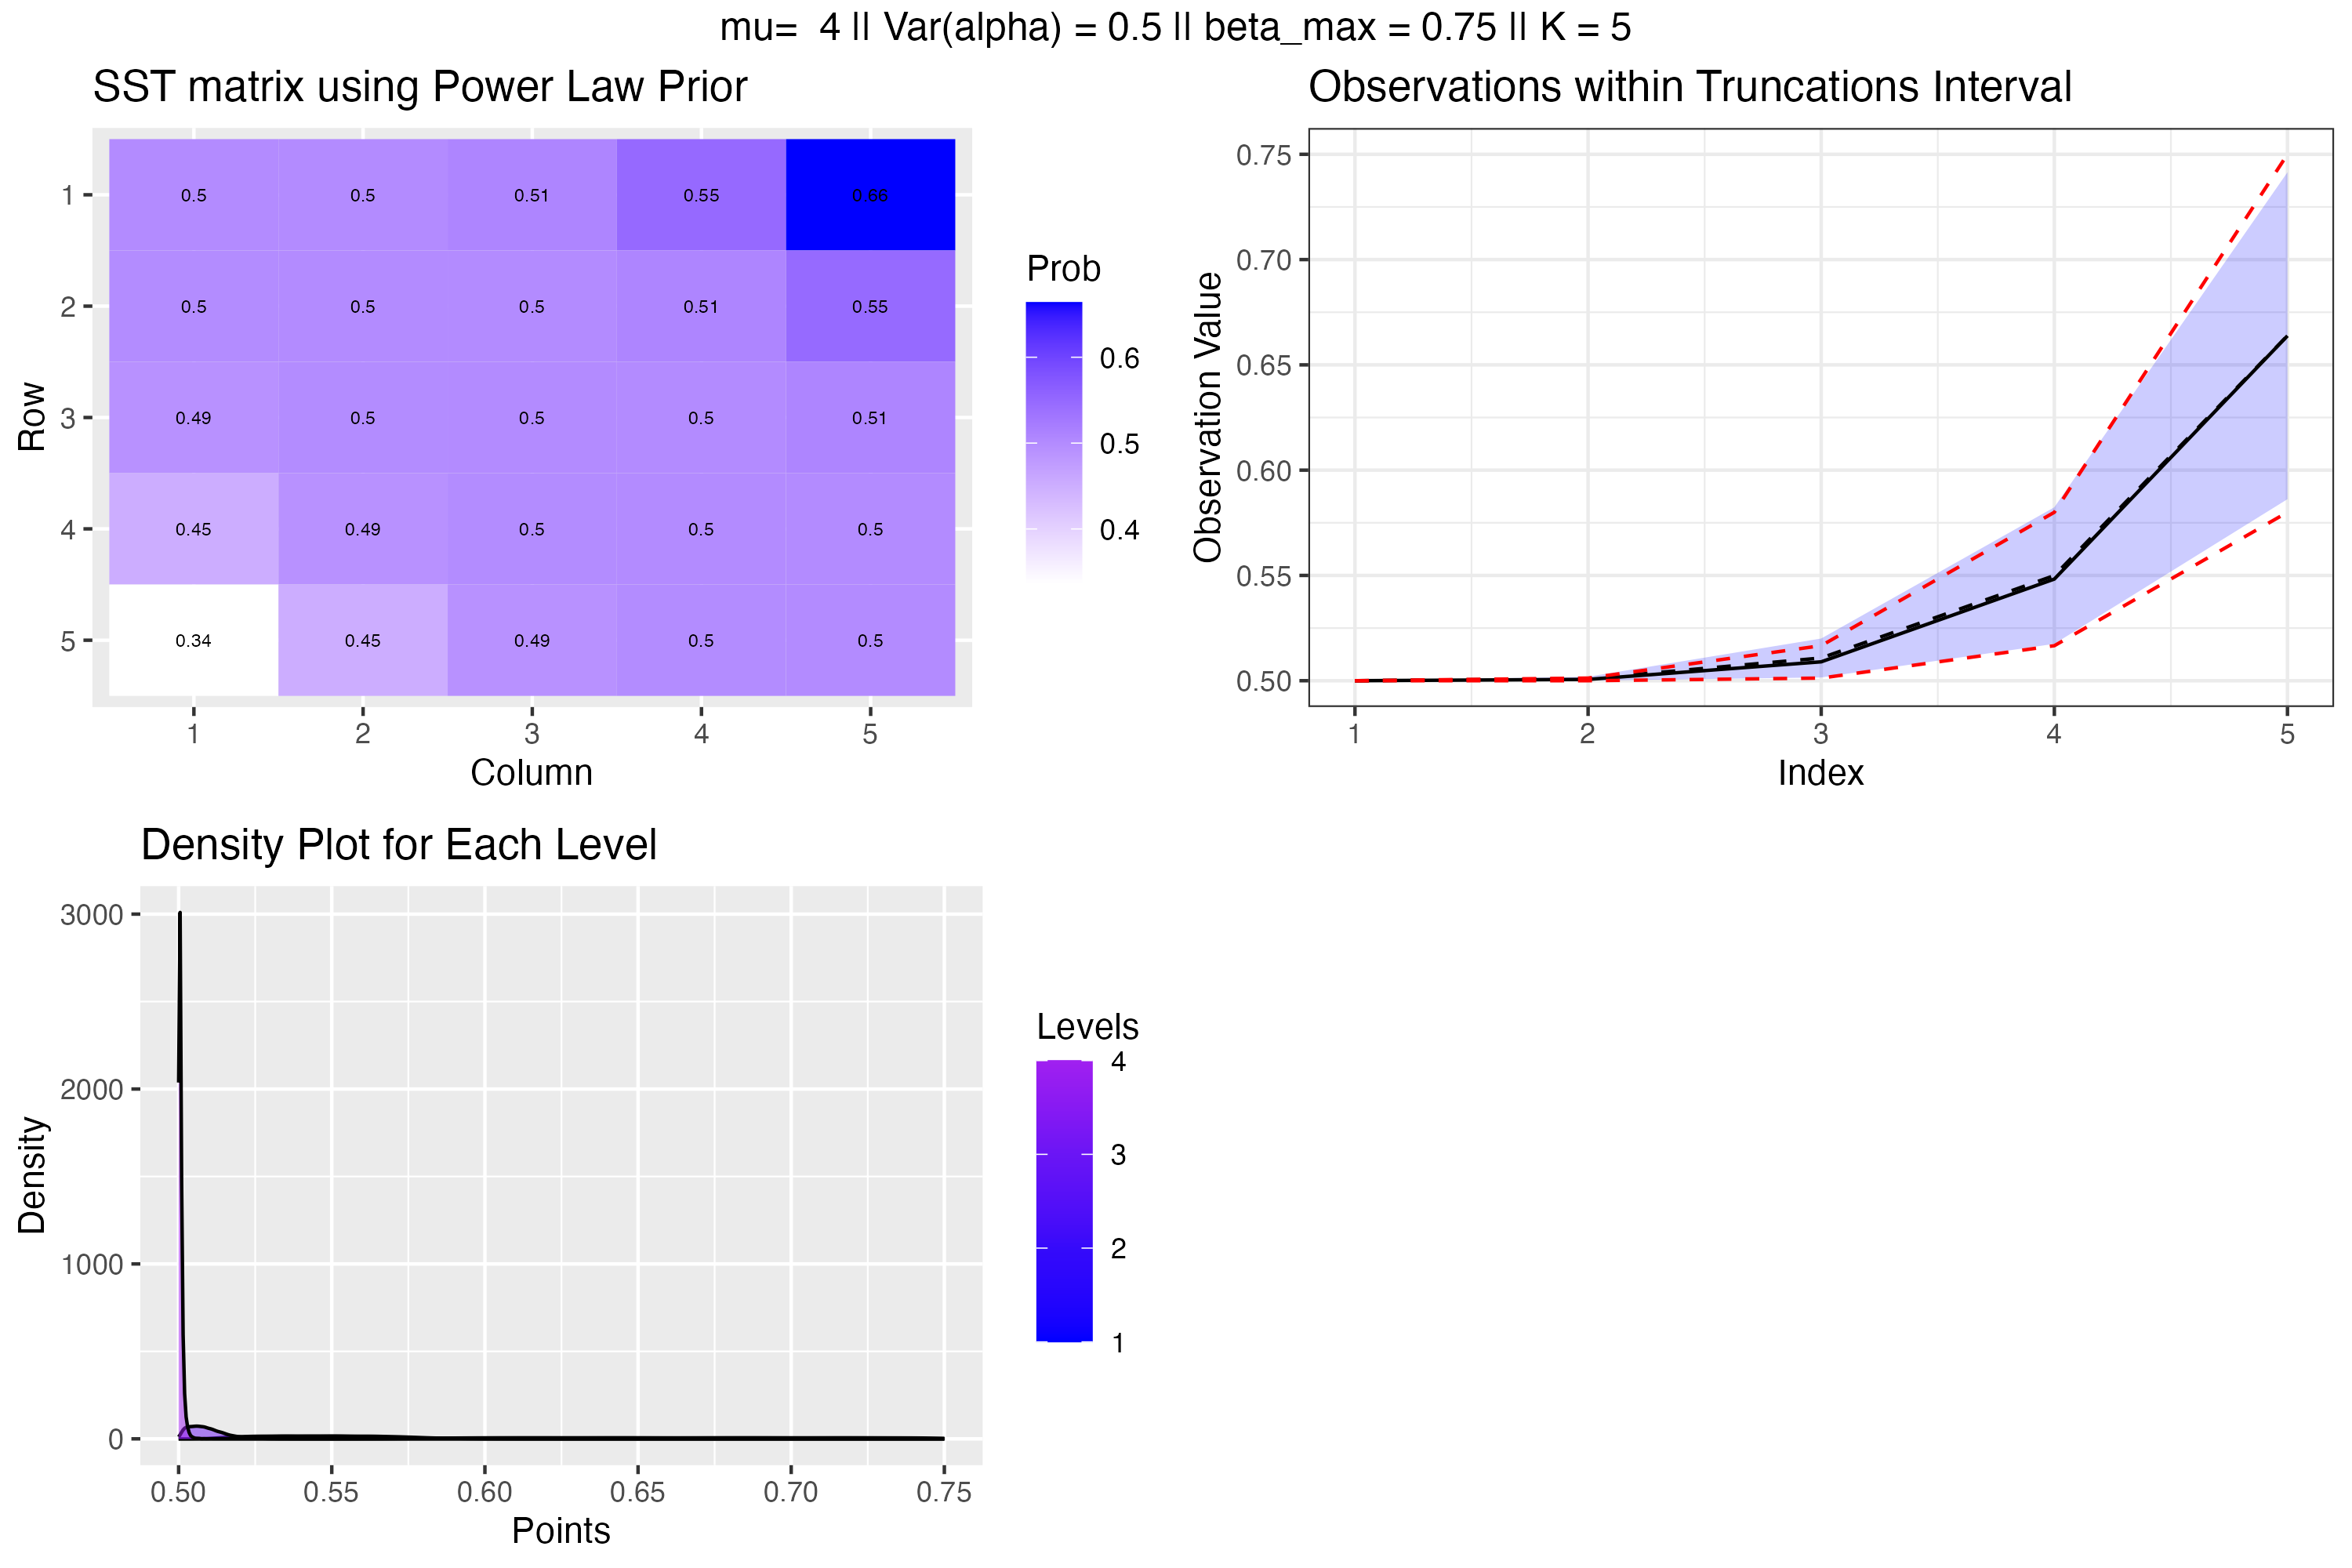 mu=  4 || Var(alpha) = 0.5 || beta_max = 0.75 || K = 5
SST matrix using Power Law Prior
Row
1 0.5 0.5 0.51 0.55 0.66
2 0.5 0.5 0.5 0.51 0.55
3 0.49 0.5 0.5 0.5 0.51
4 0.45 0.49 0.5 0.5 0.5
5 0.34 0.45 0.49 0.5 0.5
1 2 3 4 5
Column
Prob
0.6
0.5
0.4
Observations within Truncations Interval
Observation Value
0.75
0.70
0.65
0.60
0.55
0.50
1 2 3 4 5
Index
Density Plot for Each Level
Density
3000
2000
1000
0
0.50 0.55 0.60 0.65 0.70 0.75
Points
Levels
4
3
2
1